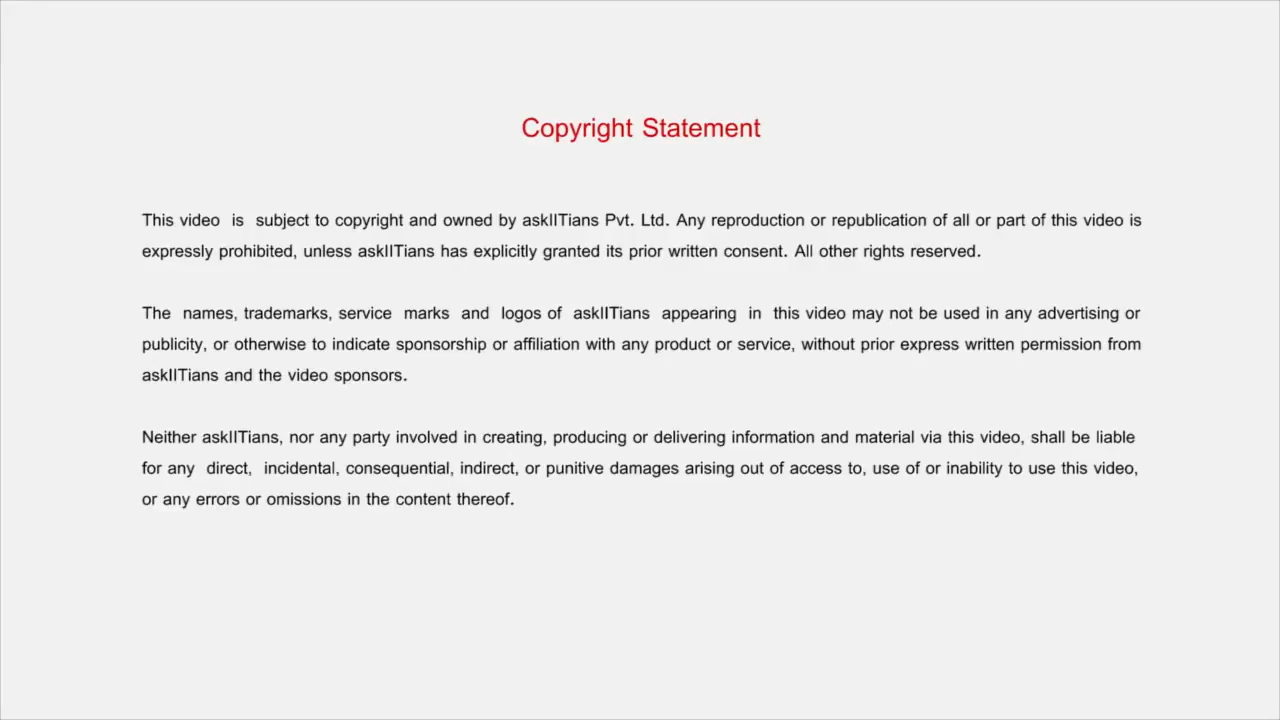 Copyright Statement
This video is subject to copyright and owned by askIITians Pvt. Ltd. Any reproduction or republication of all or part of this video is
expressly prohibited, unless askIITians has explicitly granted its prior written consent. All other rights reserved.
The names, trademarks, service marks and logos of askIITians appearing in this video may not be used in any advertising or
publicity, or otherwise to indicate sponsorship or affiliation with any product or service, without prior express written permission from
askIITians and the video sponsors.
Neither askIITians, nor any party involved in creating, producing or delivering information and material via this video, shall be liable
for any direct, incidental, consequential, indirect, or punitive damages arising out of access to, use of or inability to use this video,
or any errors or omissions in the content thereof.